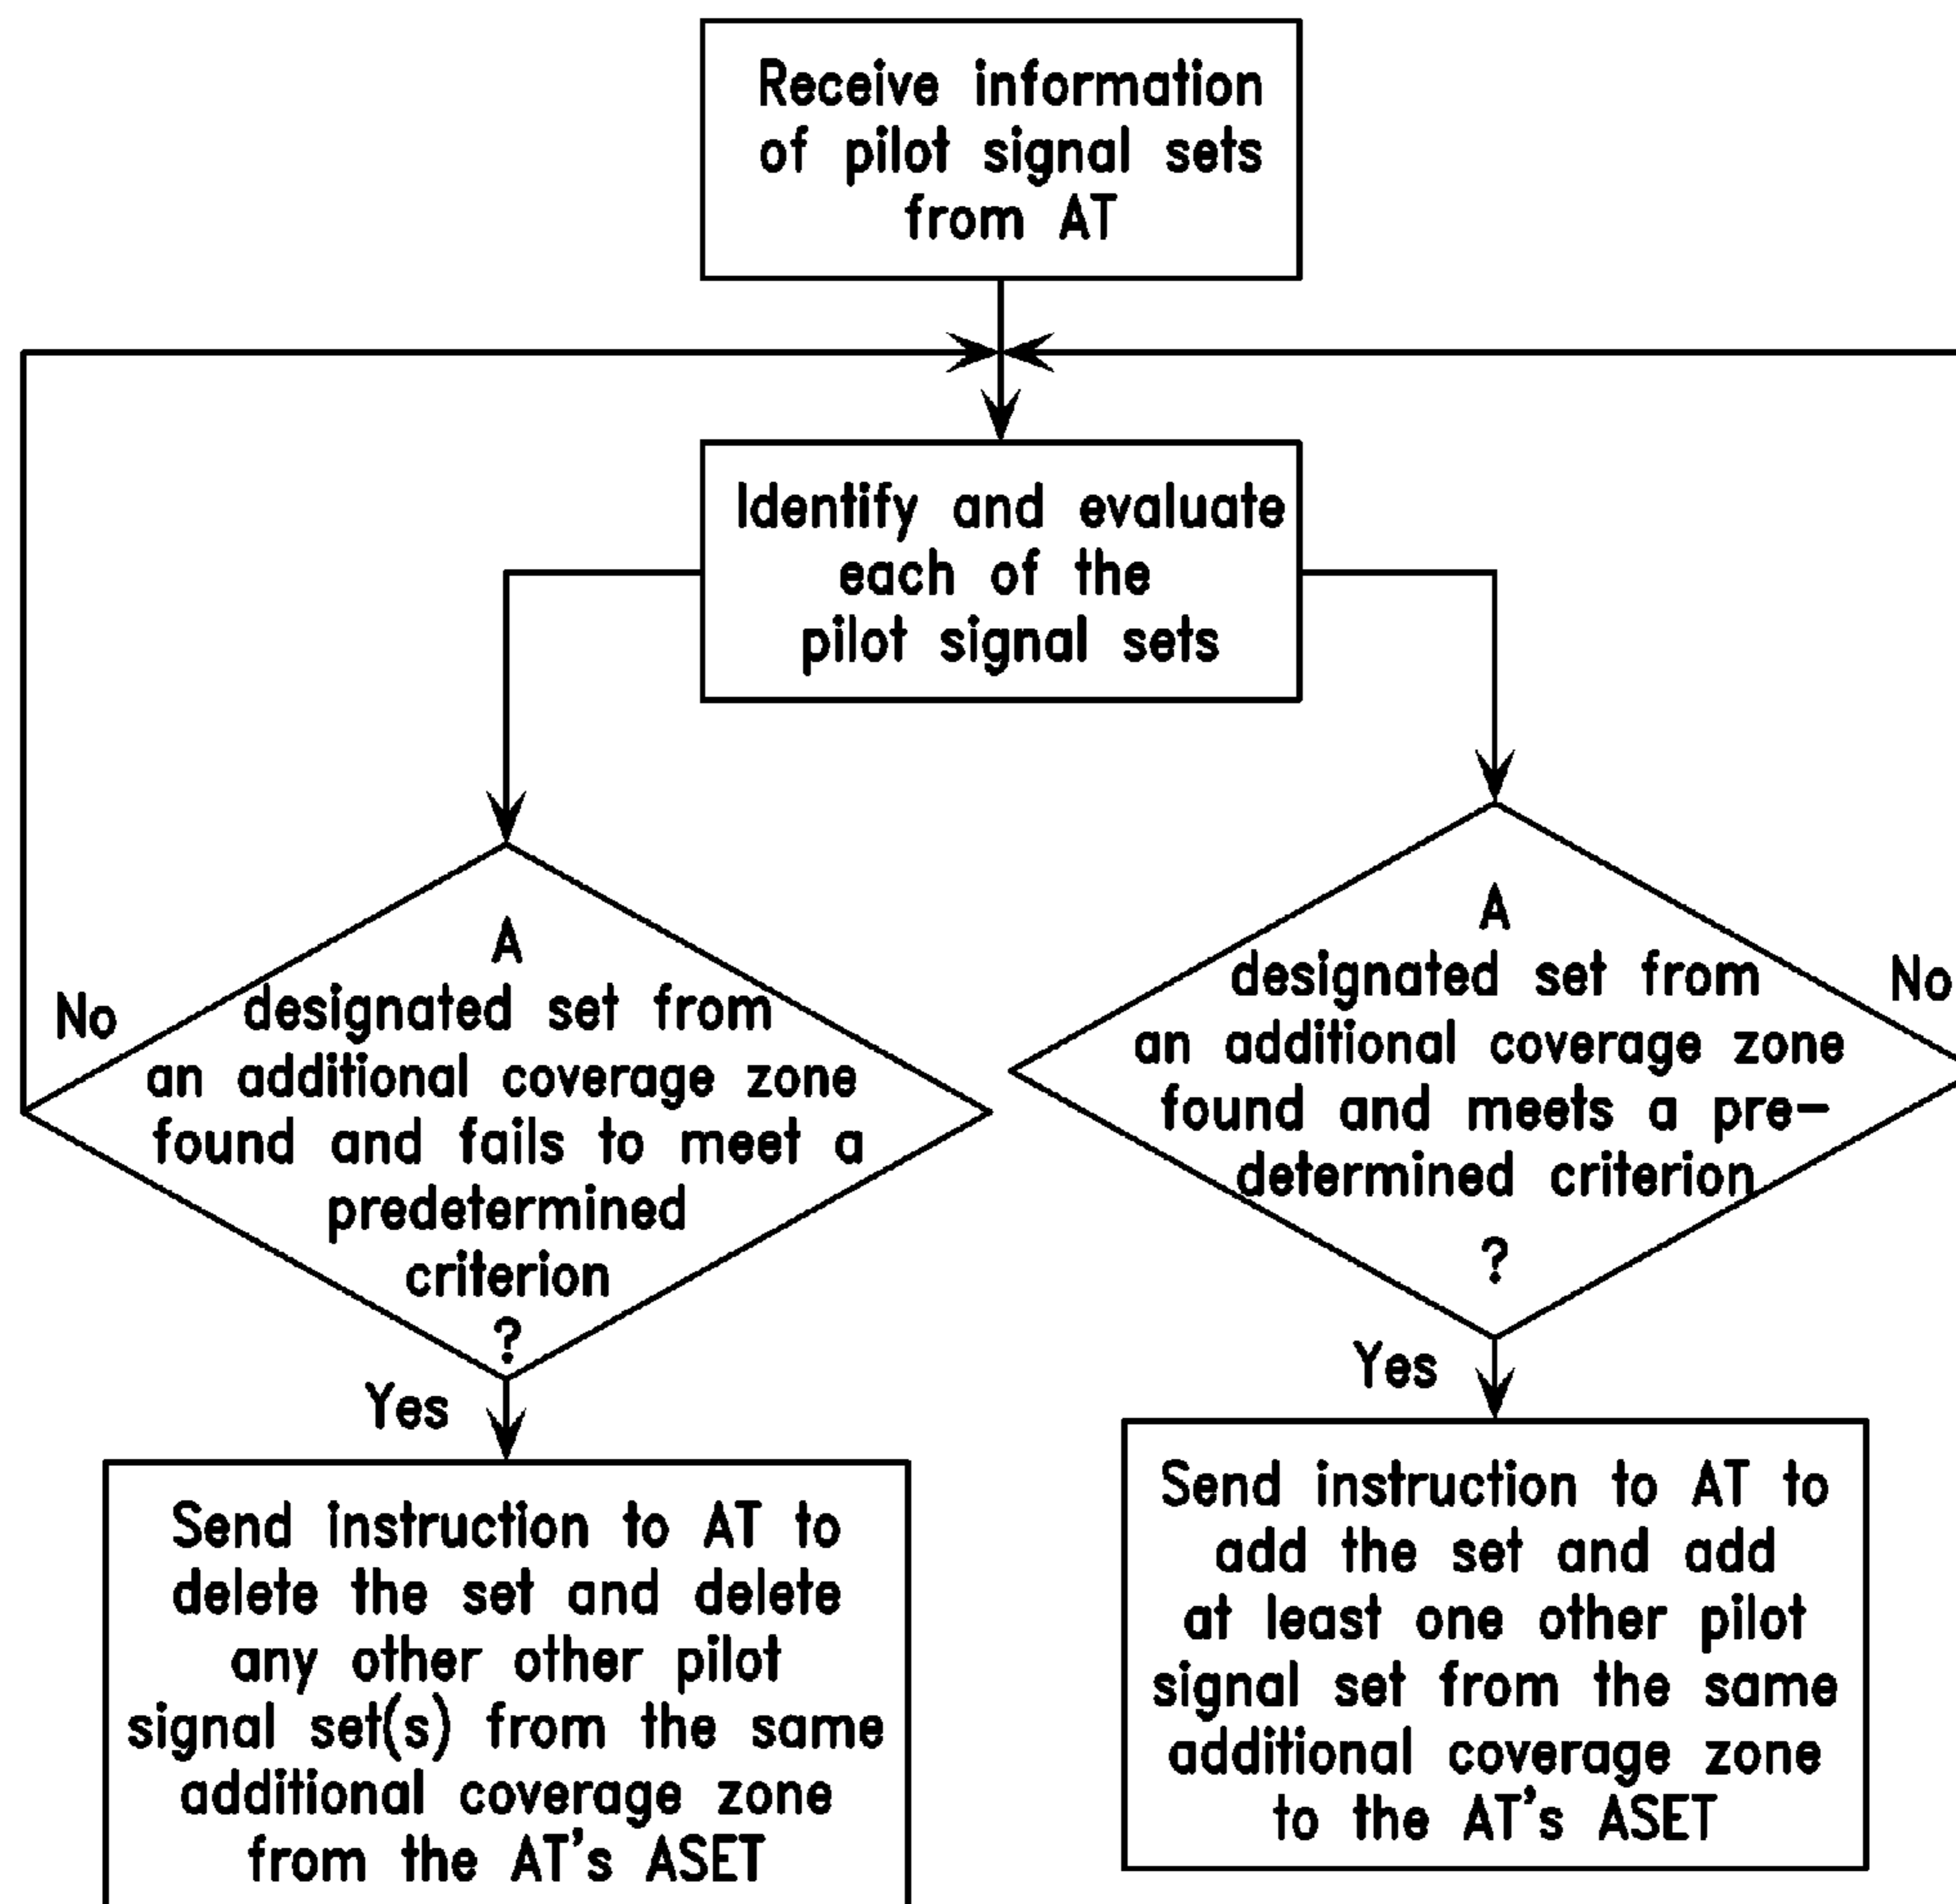 Receive information
of pilot signal sets
from AT
Identify and evaluate
each of the
pilot signal sets
A
designated set from
an additional coverage zone
found and fails to meet a
predetermined
criterion
?
No
Yes
Send instruction to AT to
delete the set and delete
any other other pilot
signal set(s) from the same
additional coverage zone
from the AT's ASET
A
designated set from
an additional coverage zone
found and meets a pre-
determined criterion
?
No
Yes
Send instruction to AT to
add the set and add
at least one other pilot
signal set from the same
additional coverage zone
to the AT's ASET